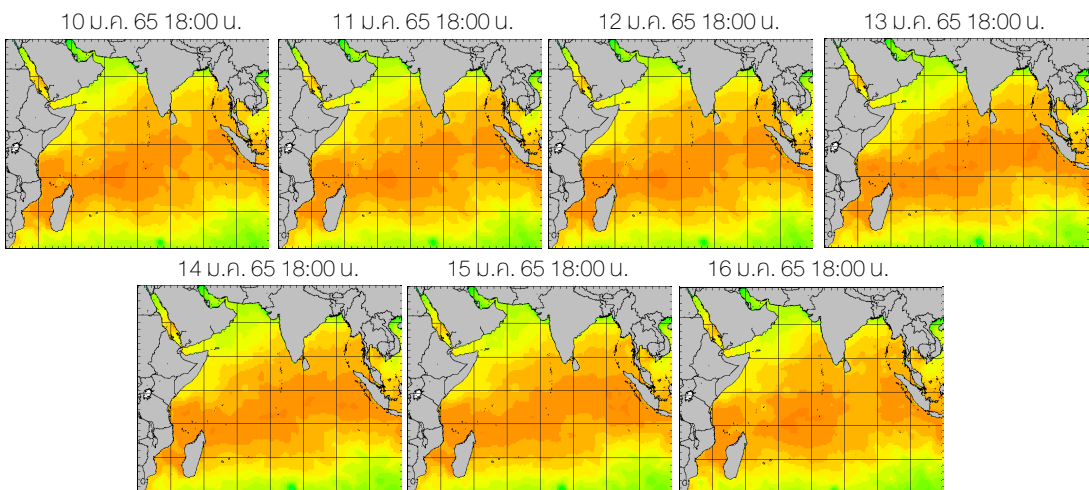 10 ม.ค. 65 18:00 น.
11 ม.ค. 65 18:00 น.
12 ม.ค. 65 18:00 น.
13 ม.ค. 65 18:00 น.
14 ม.ค. 65 18:00 น.
15 ม.ค. 65 18:00 น.
16 ม.ค. 65 18:00 น.